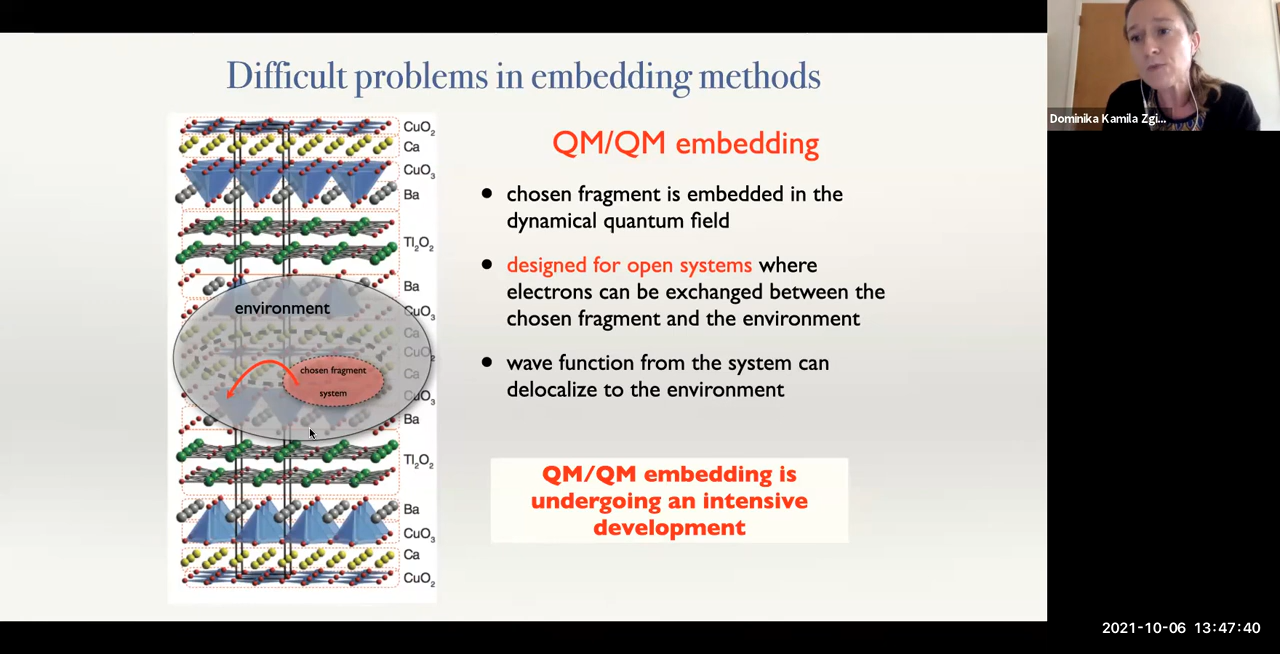 Difficult problems in embedding methods
Dominika Kamila Zgi...
CuO2
Ca
CuO3
Ba
Tl2O2
Ba
CuO3
Ca
CuO2
Ca
CuO3
Ba
Tl2O2
Ba
CuO3
Ca
CuO2
environment
chosen fragment
system
QM/QM embedding
• chosen fragment is embedded in the
dynamical quantum field
• designed for open systems where
electrons can be exchanged between the
chosen fragment and the environment
• wave function from the system can
delocalize to the environment
QM/QM embedding is
undergoing an intensive
development
2021-10-06 13:47:40